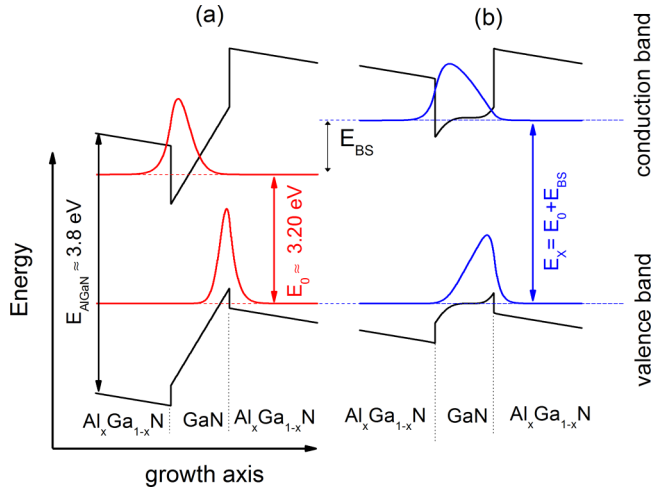 (a)
(b)
conduction band
valence band
Energy
E_AlGaN ≈ 3.8 eV
E_0 ≈ 3.20 eV
E_BS
E_X = E_0+E_BS
Al_xGa_1-xN
GaN
Al_xGa_1-xN
Al_xGa_1-xN
GaN
Al_xGa_1-xN
growth axis